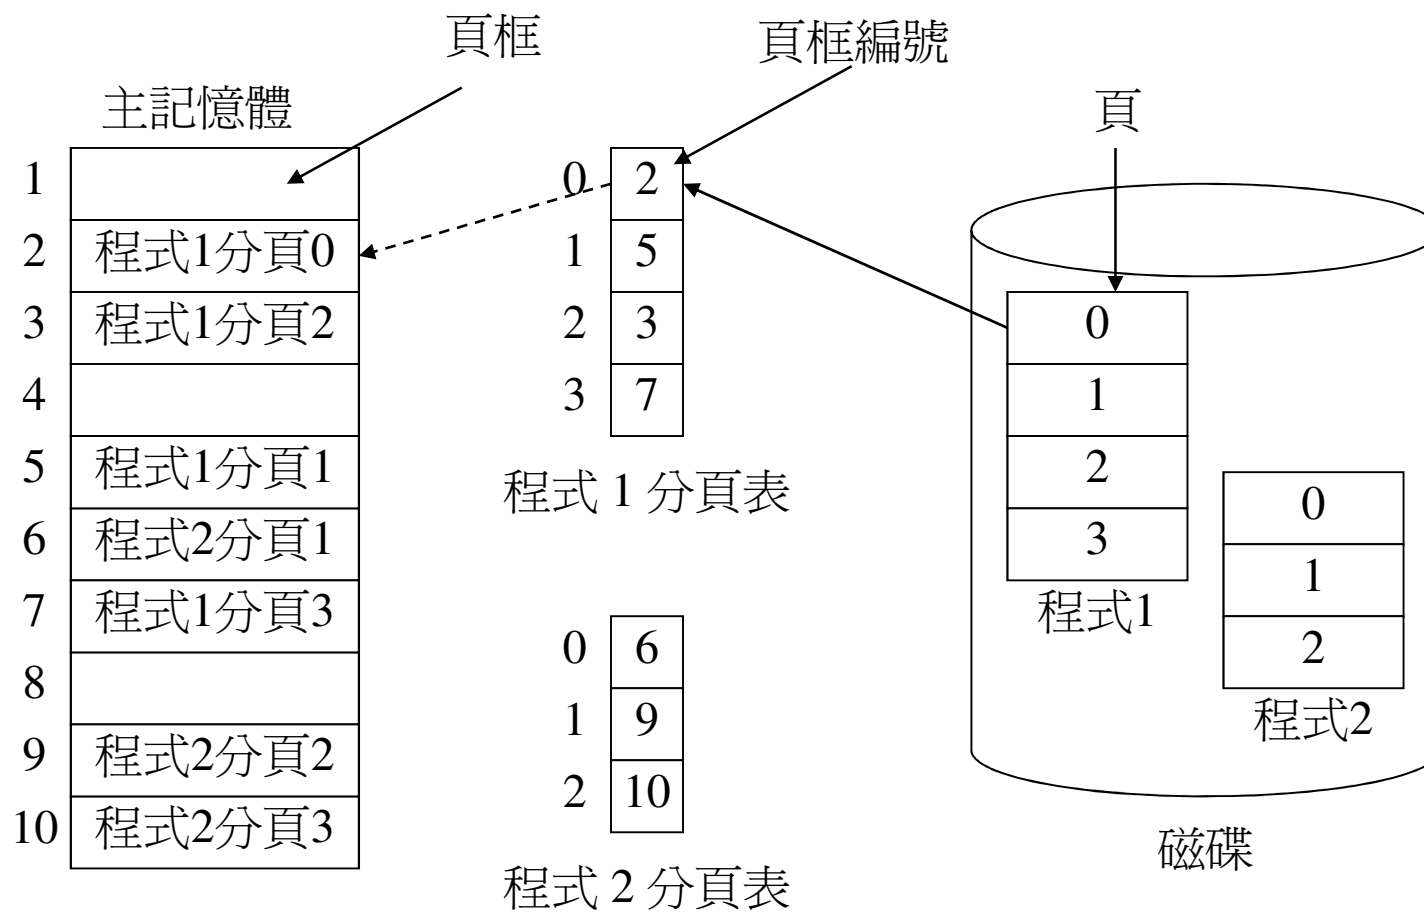 頁框
頁框編號
主記憶體
頁
1
2 程式1分頁0
3 程式1分頁2
4
5 程式1分頁1
6 程式2分頁1
7 程式1分頁3
8
9 程式2分頁2
10 程式2分頁3
0 2
1 5
2 3
3 7
程式 1 分頁表
0 6
1 9
2 10
程式 2 分頁表
0
1
2
3
程式1
0
1
2
程式2
磁碟